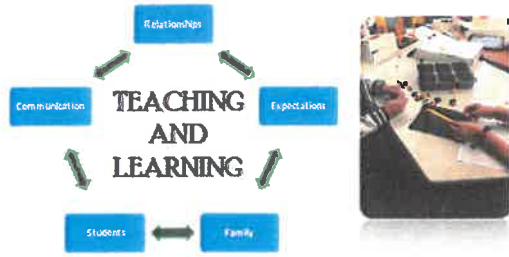 Relationships
Communication
TEACHING
AND
LEARNING
Expectations
Students
Family